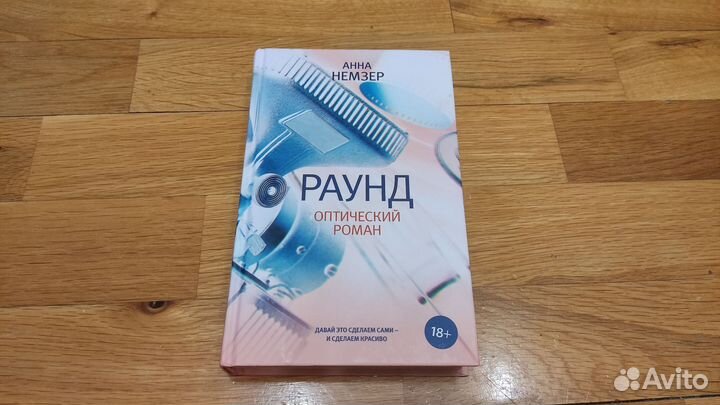 АННА
НЕМЗЕР
РАУНД
ОПТИЧЕСКИЙ
РОМАН
ДАВАЙ ЭТО СДЕЛАЕМ САМИ –
И СДЕЛАЕМ КРАСИВО
18+
Avito